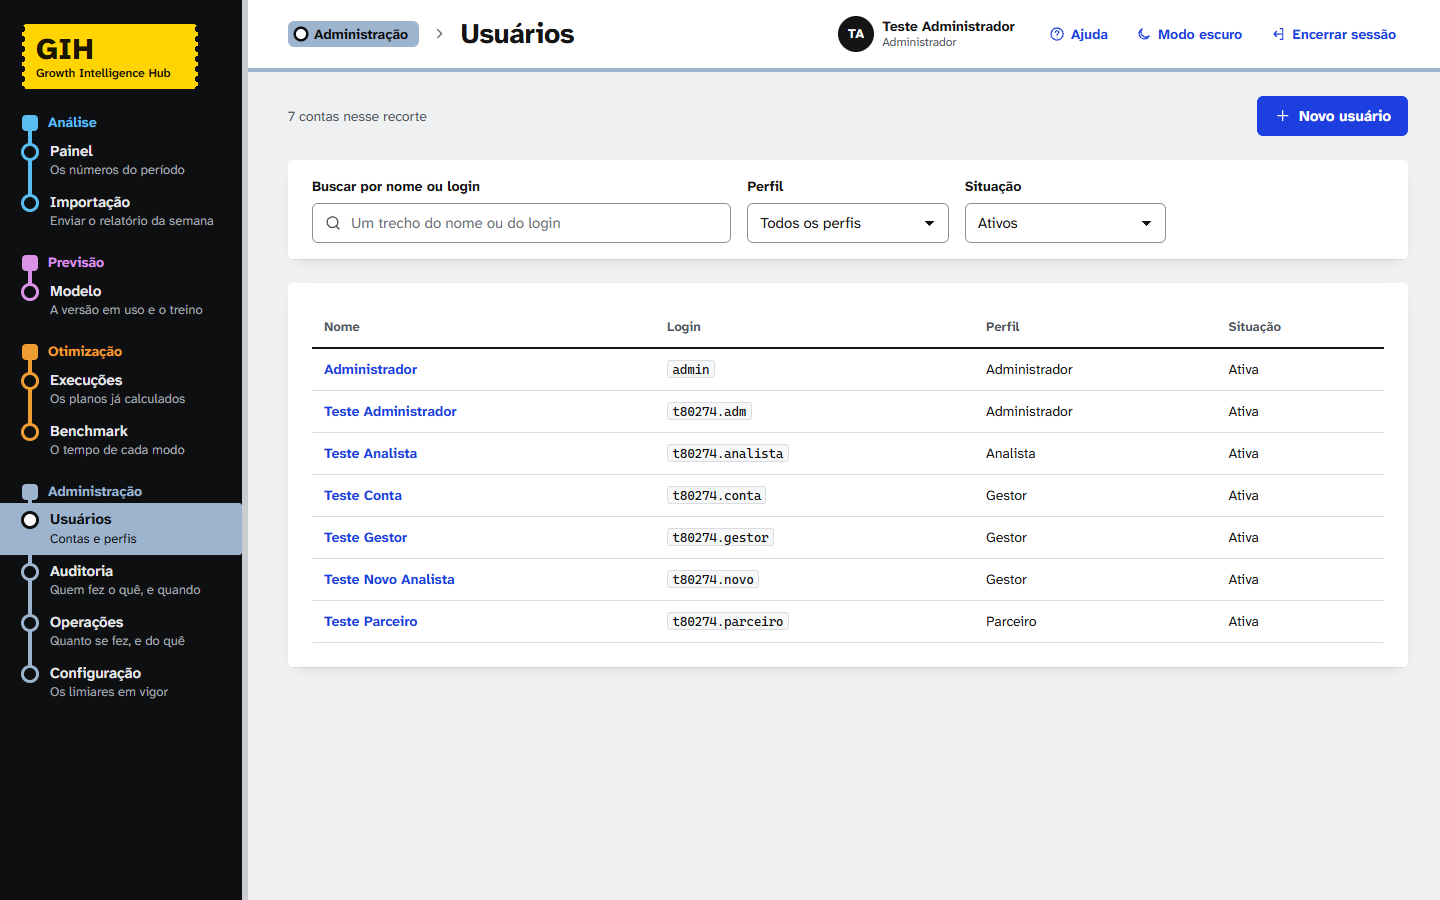 GIH
Growth Intelligence Hub
Análise
Painel
Os números do período
Importação
Enviar o relatório da semana
Previsão
Modelo
A versão em uso e o treino
Otimização
Execuções
Os planos já calculados
Benchmark
O tempo de cada modo
Administração
Usuários
Contas e perfis
Auditoria
Quem fez o quê, e quando
Operações
Quanto se fez, e do quê
Configuração
Os limiares em vigor
Administração > Usuários
TA
Teste Administrador
Administrador
Ajuda
Modo escuro
Encerrar sessão
7 contas nesse recorte
+ Novo usuário
Buscar por nome ou login
Um trecho do nome ou do login
Perfil
Todos os perfis
Situação
Ativos
Nome Login Perfil Situação
Administrador admin Administrador Ativa
Teste Administrador t80274.adm Administrador Ativa
Teste Analista t80274.analista Analista Ativa
Teste Conta t80274.conta Gestor Ativa
Teste Gestor t80274.gestor Gestor Ativa
Teste Novo Analista t80274.novo Gestor Ativa
Teste Parceiro t80274.parceiro Parceiro Ativa